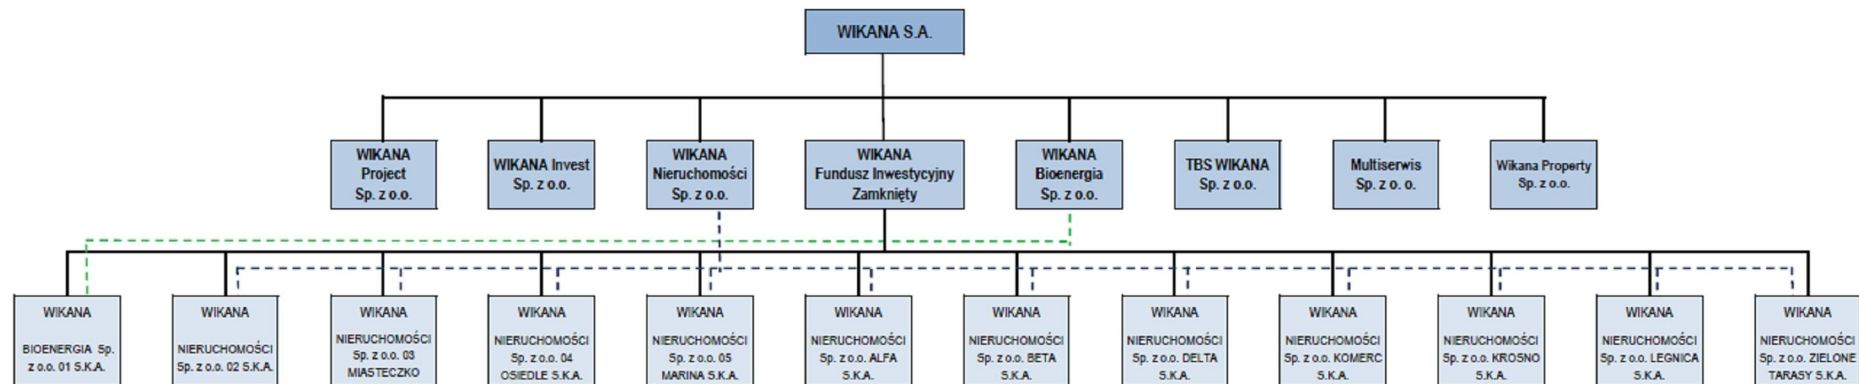 WIKANA S.A.
WIKANA
Project
Sp. z o.o.
WIKANA Invest
Sp. z o.o.
WIKANA
Nieruchomości
Sp. z o.o.
WIKANA
Fundusz Inwestycyjny
Zamknięty
WIKANA
Bioenergia
Sp. z o.o.
TBS WIKANA
Sp. z o.o.
Multiserwis
Sp. z o. o.
Wikana Property
Sp. z o.o.
WIKANA
BIOENERGIA Sp.
z o.o. 01 S.K.A.
WIKANA
NIERUCHOMOŚCI
Sp. z o.o. 02 S.K.A.
WIKANA
NIERUCHOMOŚCI
Sp. z o.o. 03
MIASTECZKO
WIKANA
NIERUCHOMOŚCI
Sp. z o.o. 04
OSIEDLE S.K.A.
WIKANA
NIERUCHOMOŚCI
Sp. z o.o. 05
MARINA S.K.A.
WIKANA
NIERUCHOMOŚCI
Sp. z o.o. ALFA
S.K.A.
WIKANA
NIERUCHOMOŚCI
Sp. z o.o. BETA
S.K.A.
WIKANA
NIERUCHOMOŚCI
Sp. z o.o. DELTA
S.K.A.
WIKANA
NIERUCHOMOŚCI
Sp. z o.o. KOMERC
S.K.A.
WIKANA
NIERUCHOMOŚCI
Sp. z o.o. KROSNO
S.K.A.
WIKANA
NIERUCHOMOŚCI
Sp. z o.o. LEGNICA
S.K.A.
WIKANA
NIERUCHOMOŚCI
Sp. z o.o. ZIELONE
TARASY S.K.A.